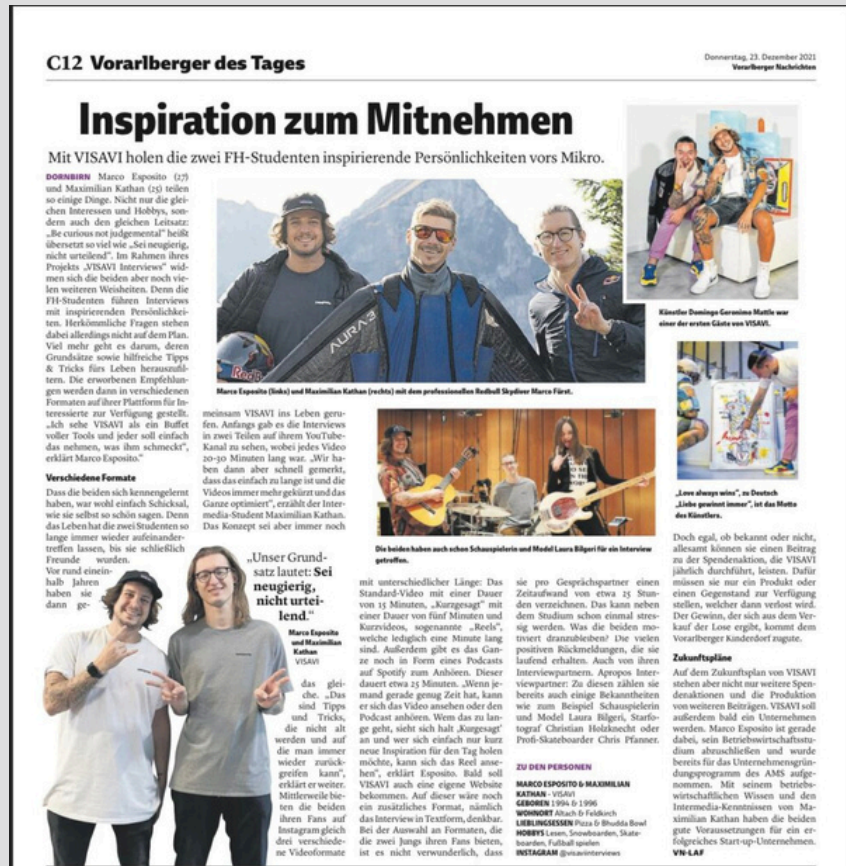 C12 Vorarlberger des Tages
Donnerstag, 23. Dezember 2021
Vorarlberger Nachrichten
Inspiration zum Mitnehmen
Mit VISAVI holen die zwei FH-Studenten inspirierende Persönlichkeiten vors Mikro.
DORNBIRN Marco Esposito (27)
und Maximilian Kathan (25) teilen
so einige Dinge. Nicht nur die glei-
chen Interessen und Hobbys, son-
dern auch den gleichen Leitsatz:
„Be curious not judgemental“ heißt
übersetzt so viel wie „Sei neugierig,
nicht urteilend“. Im Rahmen ihres
Projekts „VISAVI Interviews“ wid-
men sich die beiden aber noch vie-
len weiteren Weisheiten. Denn die
FH-Studenten führen Interviews
mit inspirierenden Persönlichkei-
ten. Herkömmliche Fragen stehen
dabei allerdings nicht auf dem Plan.
Viel mehr geht es darum, deren
Grundsätze sowie hilfreiche Tipps
& Tricks fürs Leben herauszufil-
tern. Die erworbenen Empfehlun-
gen werden dann in verschiedenen
Formaten auf ihrer Plattform für In-
teressierte zur Verfügung gestellt.
„Ich sehe VISAVI als ein Buffet
voller Tools und jeder soll einfach
das nehmen, was ihm schmeckt“,
erklärt Marco Esposito.“
Verschiedene Formate
Dass die beiden sich kennengelernt
haben, war wohl einfach Schicksal,
wie sie selbst so schön sagen. Denn
das Leben hat die zwei Studenten so
lange immer wieder aufeinander-
treffen lassen, bis sie schließlich
Freunde wurden.
Vor rund einein-
halb Jahren
haben sie
dann ge-
meinsam VISAVI ins Leben geru-
fen. Anfangs gab es die Interviews
in zwei Teilen auf ihrem YouTube-
Kanal zu sehen, wobei jedes Video
20-30 Minuten lang war. „Wir ha-
ben dann aber schnell gemerkt,
dass das einfach zu lange ist und die
Videos immer mehr gekürzt und das
Ganze optimiert“, erzählt der Inter-
media-Student Maximilian Kathan.
Das Konzept sei aber immer noch
„Unser Grund-
satz lautet: Sei
neugierig,
nicht urtei-
lend.“
Marco Esposito
und Maximilian
Kathan
VISAVI
das glei-
che. „Das
sind Tipps
und Tricks,
die nicht alt
werden und auf
die man immer
wieder zurück-
greifen kann“,
erklärt er weiter.
Mittlerweile bie-
ten die beiden
ihren Fans auf
Instagram gleich
drei verschiede-
ne Videoformate
AURA3
Red
Marco Esposito (links) und Maximilian Kathan (rechts) mit dem professionellen Redbull Skydiver Marco Fürst.
Die beiden haben auch schon Schauspielerin und Model Laura Bilgeri für ein Interview
getroffen.
mit unterschiedlicher Länge: Das
Standard-Video mit einer Dauer
von 15 Minuten, „Kurzgesagt“ mit
einer Dauer von fünf Minuten und
Kurzvideos, sogenannte „Reels“,
welche lediglich eine Minute lang
sind. Außerdem gibt es das Gan-
ze noch in Form eines Podcasts
auf Spotify zum Anhören. Dieser
dauert etwa 25 Minuten. „Wenn je-
mand gerade genug Zeit hat, kann
er sich das Video ansehen oder den
Podcast anhören. Wem das zu lan-
ge geht, sieht sich halt ‚Kurgesagt‘
an und wer sich einfach nur kurz
neue Inspiration für den Tag holen
möchte, kann sich das Reel anse-
hen“, erklärt Esposito. Bald soll
VISAVI auch eine eigene Website
bekommen. Auf dieser wäre noch
ein zusätzliches Format, nämlich
das Interview in Textform, denkbar.
Bei der Auswahl an Formaten, die
die zwei Jungs ihren Fans bieten,
ist es nicht verwunderlich, dass
sie pro Gesprächspartner einen
Zeitaufwand von etwa 25 Stun-
den verzeichnen. Das kann neben
dem Studium schon einmal stres-
sig werden. Was die beiden mo-
tiviert dranzubleiben? Die vielen
positiven Rückmeldungen, die sie
laufend erhalten. Auch von ihren
Interviewpartnern. Apropos Inter-
viewpartner: Zu diesen zählen sie
bereits auch einige Bekanntheiten
wie zum Beispiel Schauspielerin
und Model Laura Bilgeri, Starfo-
tograf Christian Holzknecht oder
Profi-Skateboarder Chris Pfanner.
ZU DEN PERSONEN
MARCO ESPOSITO & MAXIMILIAN
KATHAN - VISAVI
GEBOREN 1994 & 1996
WOHNORT Altach & Feldkirch
LIEBLINGSESSEN Pizza & Bhudda Bowl
HOBBYS Lesen, Snowboarden, Skate-
boarden, Fußball spielen
INSTAGRAM @visaviinterviews
Künstler Domingo Geronimo Mattle war
einer der ersten Gäste von VISAVI.
„Love always wins“, zu Deutsch
„Liebe gewinnt immer“, ist das Motto
des Künstlers.
Doch egal, ob bekannt oder nicht,
allesamt können sie einen Beitrag
zu der Spendenaktion, die VISAVI
jährlich durchführt, leisten. Dafür
müssen sie nur ein Produkt oder
einen Gegenstand zur Verfügung
stellen, welcher dann verlost wird.
Der Gewinn, der sich aus dem Ver-
kauf der Lose ergibt, kommt dem
Vorarlberger Kinderdorf zugute.
Zukunftspläne
Auf dem Zukunftsplan von VISAVI
stehen aber nicht nur weitere Spen-
denaktionen und die Produktion
von weiteren Beiträgen. VISAVI soll
außerdem bald ein Unternehmen
werden. Marco Esposito ist gerade
dabei, sein Betriebswirtschaftsstu-
dium abzuschließen und wurde
bereits für das Unternehmensgrün-
dungsprogramm des AMS aufge-
nommen. Mit seinem betriebs-
wirtschaftlichen Wissen und den
Intermedia-Kenntnissen von Ma-
ximilian Kathan haben die beiden
gute Voraussetzungen für ein er-
folgreiches Start-up-Unternehmen.
VN-LAF